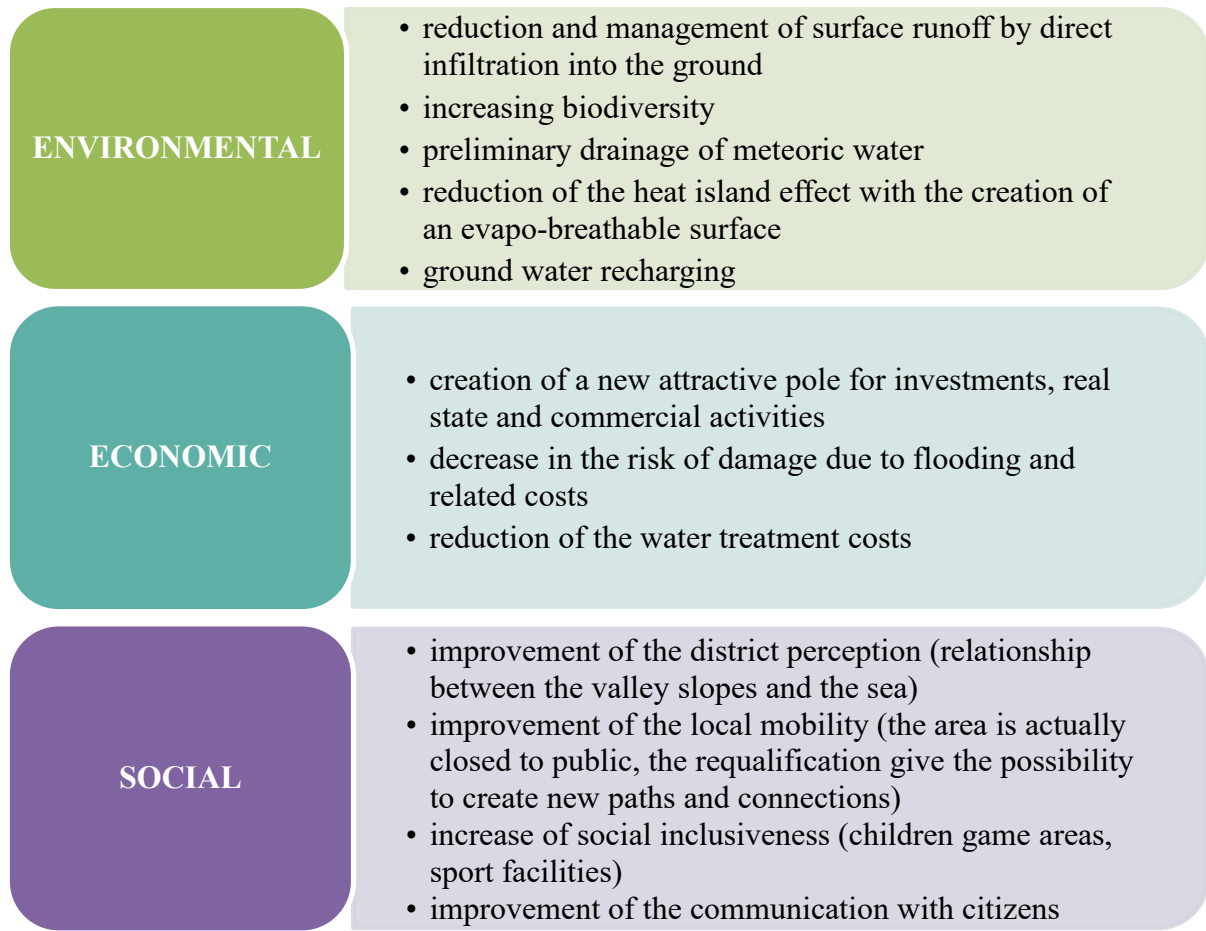 ENVIRONMENTAL
• reduction and management of surface runoff by direct
infiltration into the ground
• increasing biodiversity
• preliminary drainage of meteoric water
• reduction of the heat island effect with the creation of
an evapo-breathable surface
• ground water recharging
ECONOMIC
• creation of a new attractive pole for investments, real
state and commercial activities
• decrease in the risk of damage due to flooding and
related costs
• reduction of the water treatment costs
SOCIAL
• improvement of the district perception (relationship
between the valley slopes and the sea)
• improvement of the local mobility (the area is actually
closed to public, the requalification give the possibility
to create new paths and connections)
• increase of social inclusiveness (children game areas,
sport facilities)
• improvement of the communication with citizens